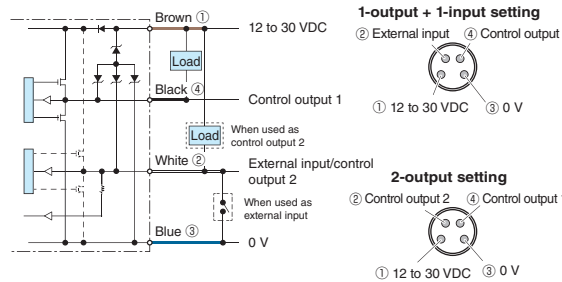 Brown ①
12 to 30 VDC
Load
Black ④
Control output 1
Load
When used as
control output 2
White ②
External input/control
output 2
When used as
external input
Blue ③
0 V
1-output + 1-input setting
② External input ④ Control output
① 12 to 30 VDC ③ 0 V
2-output setting
② Control output 2 ④ Control output
① 12 to 30 VDC ③ 0 V